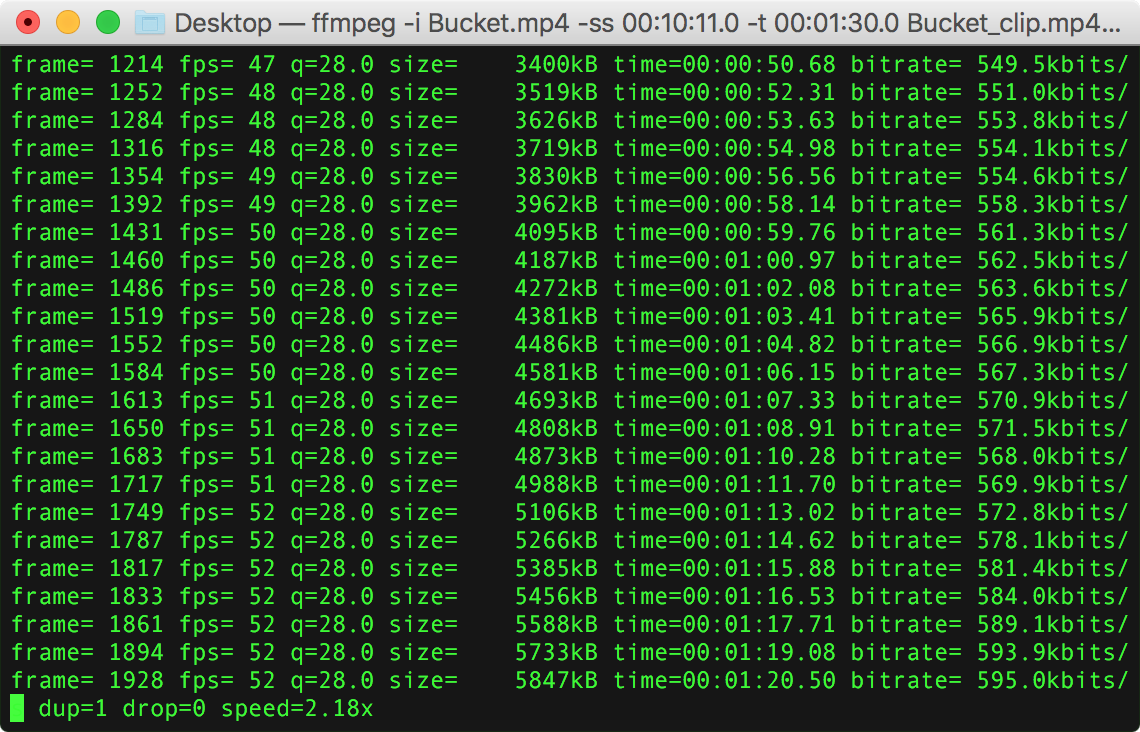 Desktop — ffmpeg -i Bucket.mp4 -ss 00:10:11.0 -t 00:01:30.0 Bucket_clip.mp4...
frame= 1214 fps= 47 q=28.0 size=    3400kB time=00:00:50.68 bitrate= 549.5kbits/
frame= 1252 fps= 48 q=28.0 size=    3519kB time=00:00:52.31 bitrate= 551.0kbits/
frame= 1284 fps= 48 q=28.0 size=    3626kB time=00:00:53.63 bitrate= 553.8kbits/
frame= 1316 fps= 48 q=28.0 size=    3719kB time=00:00:54.98 bitrate= 554.1kbits/
frame= 1354 fps= 49 q=28.0 size=    3830kB time=00:00:56.56 bitrate= 554.6kbits/
frame= 1392 fps= 49 q=28.0 size=    3962kB time=00:00:58.14 bitrate= 558.3kbits/
frame= 1431 fps= 50 q=28.0 size=    4095kB time=00:00:59.76 bitrate= 561.3kbits/
frame= 1460 fps= 50 q=28.0 size=    4187kB time=00:01:00.97 bitrate= 562.5kbits/
frame= 1486 fps= 50 q=28.0 size=    4272kB time=00:01:02.08 bitrate= 563.6kbits/
frame= 1519 fps= 50 q=28.0 size=    4381kB time=00:01:03.41 bitrate= 565.9kbits/
frame= 1552 fps= 50 q=28.0 size=    4486kB time=00:01:04.82 bitrate= 566.9kbits/
frame= 1584 fps= 50 q=28.0 size=    4581kB time=00:01:06.15 bitrate= 567.3kbits/
frame= 1613 fps= 51 q=28.0 size=    4693kB time=00:01:07.33 bitrate= 570.9kbits/
frame= 1650 fps= 51 q=28.0 size=    4808kB time=00:01:08.91 bitrate= 571.5kbits/
frame= 1683 fps= 51 q=28.0 size=    4873kB time=00:01:10.28 bitrate= 568.0kbits/
frame= 1717 fps= 51 q=28.0 size=    4988kB time=00:01:11.70 bitrate= 569.9kbits/
frame= 1749 fps= 52 q=28.0 size=    5106kB time=00:01:13.02 bitrate= 572.8kbits/
frame= 1787 fps= 52 q=28.0 size=    5266kB time=00:01:14.62 bitrate= 578.1kbits/
frame= 1817 fps= 52 q=28.0 size=    5385kB time=00:01:15.88 bitrate= 581.4kbits/
frame= 1833 fps= 52 q=28.0 size=    5456kB time=00:01:16.53 bitrate= 584.0kbits/
frame= 1861 fps= 52 q=28.0 size=    5588kB time=00:01:17.71 bitrate= 589.1kbits/
frame= 1894 fps= 52 q=28.0 size=    5733kB time=00:01:19.08 bitrate= 593.9kbits/
frame= 1928 fps= 52 q=28.0 size=    5847kB time=00:01:20.50 bitrate= 595.0kbits/
dup=1 drop=0 speed=2.18x